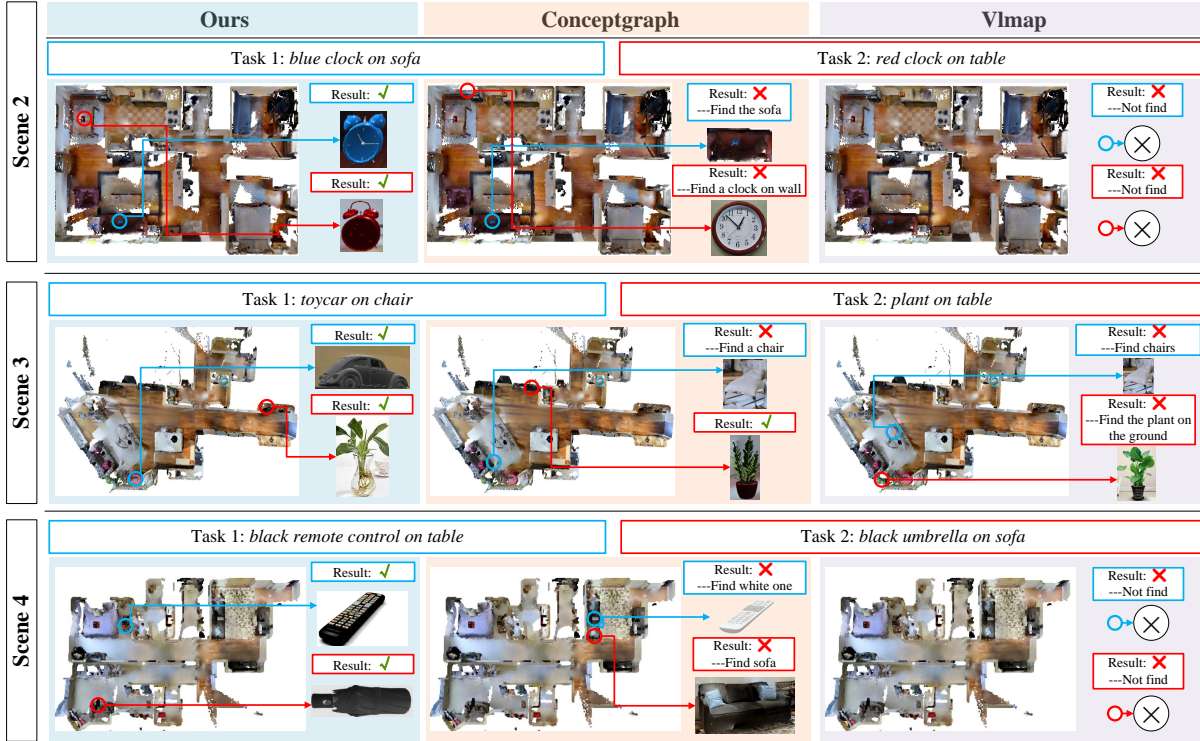 Ours
Conceptgraph
Vlmap
Scene 2
Task 1: blue clock on sofa
Task 2: red clock on table
Result: ✓
Result: ✓
Result: ✗
---Find the sofa
Result: ✗
---Find a clock on wall
Result: ✗
---Not find
Result: ✗
---Not find
Scene 3
Task 1: toycar on chair
Task 2: plant on table
Result: ✓
Result: ✓
Result: ✗
---Find a chair
Result: ✓
Result: ✗
---Find chairs
Result: ✗
---Find the plant on
the ground
Scene 4
Task 1: black remote control on table
Task 2: black umbrella on sofa
Result: ✓
Result: ✓
Result: ✗
---Find white one
Result: ✗
---Find sofa
Result: ✗
---Not find
Result: ✗
---Not find